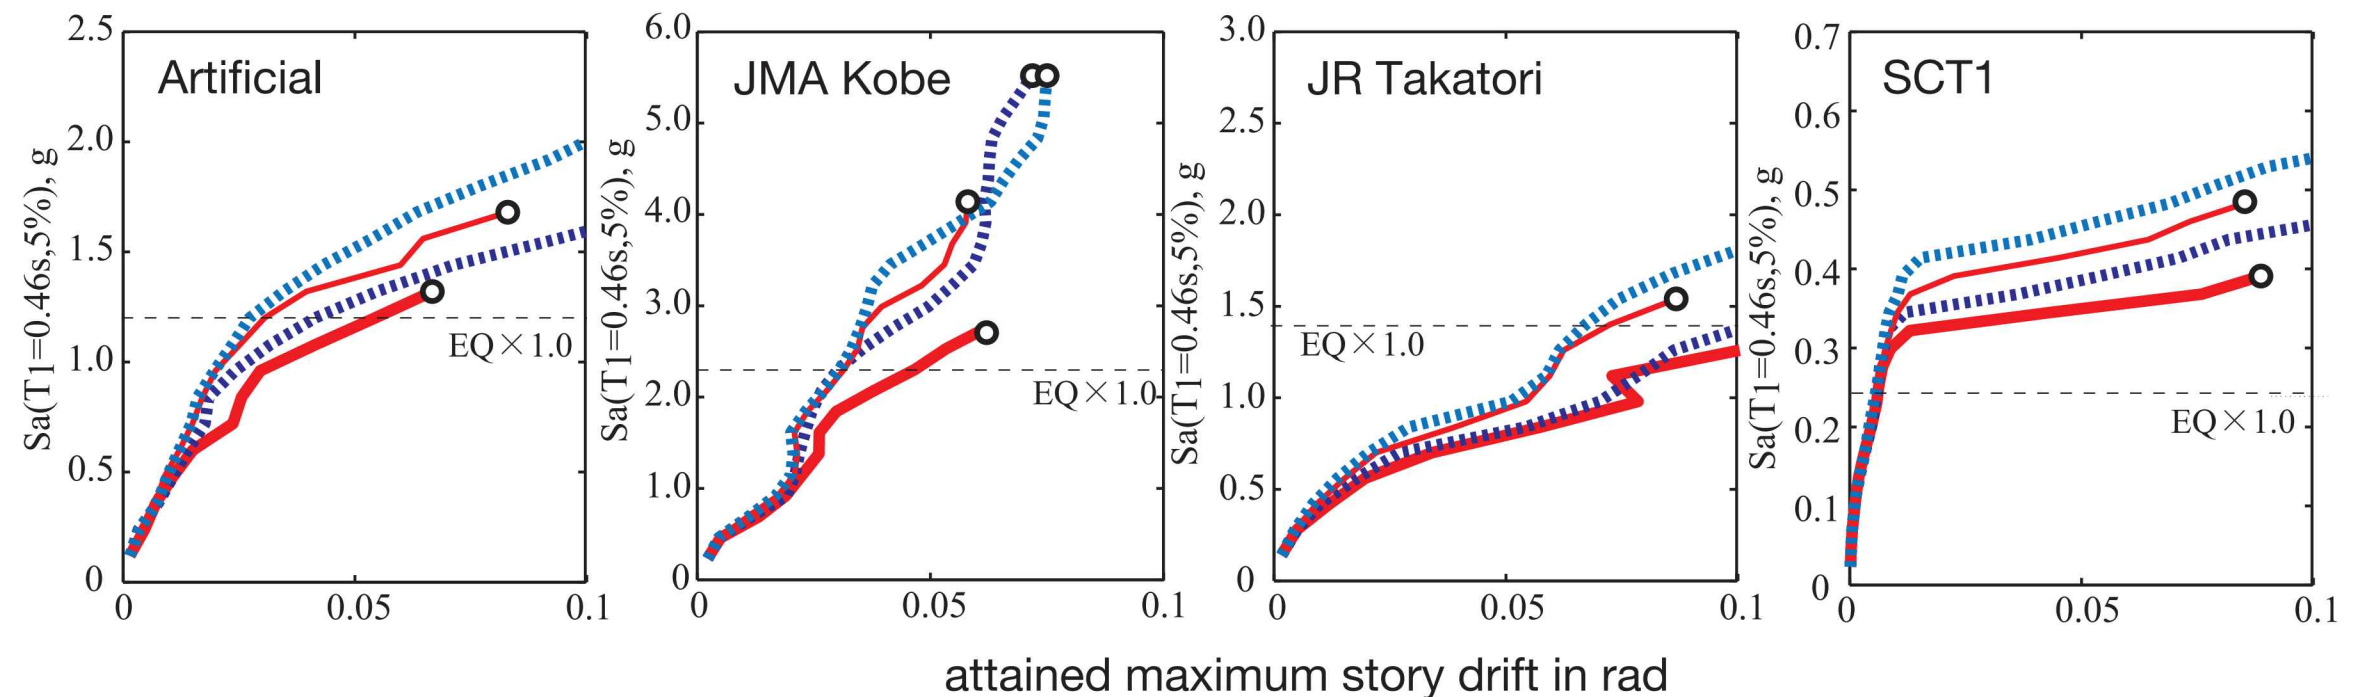 Artificial
Sa(T1=0.46s,5%), g
2.5
2.0
1.5
1.0
0.5
0
EQ×1.0
0 0.05 0.1
JMA Kobe
Sa(T1=0.46s,5%), g
6.0
5.0
4.0
3.0
2.0
1.0
0
EQ×1.0
0 0.05 0.1
JR Takatori
Sa(T1=0.46s,5%), g
3.0
2.5
2.0
1.5
1.0
0.5
0
EQ×1.0
0 0.05 0.1
SCT1
Sa(T1=0.46s,5%), g
0.7
0.6
0.5
0.4
0.3
0.2
0.1
0
EQ×1.0
0 0.05 0.1
attained maximum story drift in rad